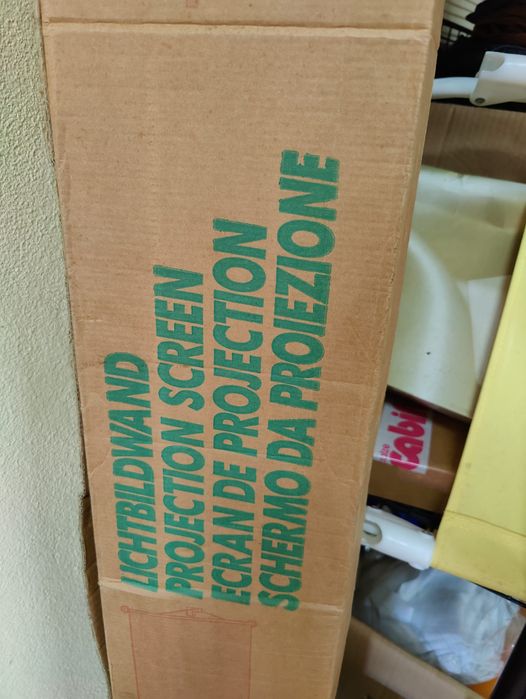 LICHTBILDWAND
PROJECTION SCREEN
ECRAN DE PROJECTION
SCHERMO DA PROIEZIONE